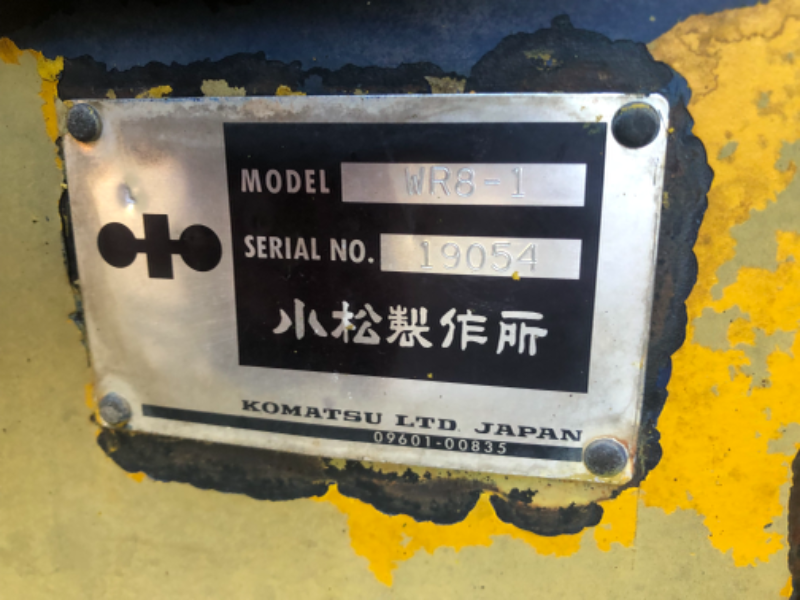 MODEL WR8-1
SERIAL NO. 19054
小松製作所
KOMATSU LTD. JAPAN
09601-00835